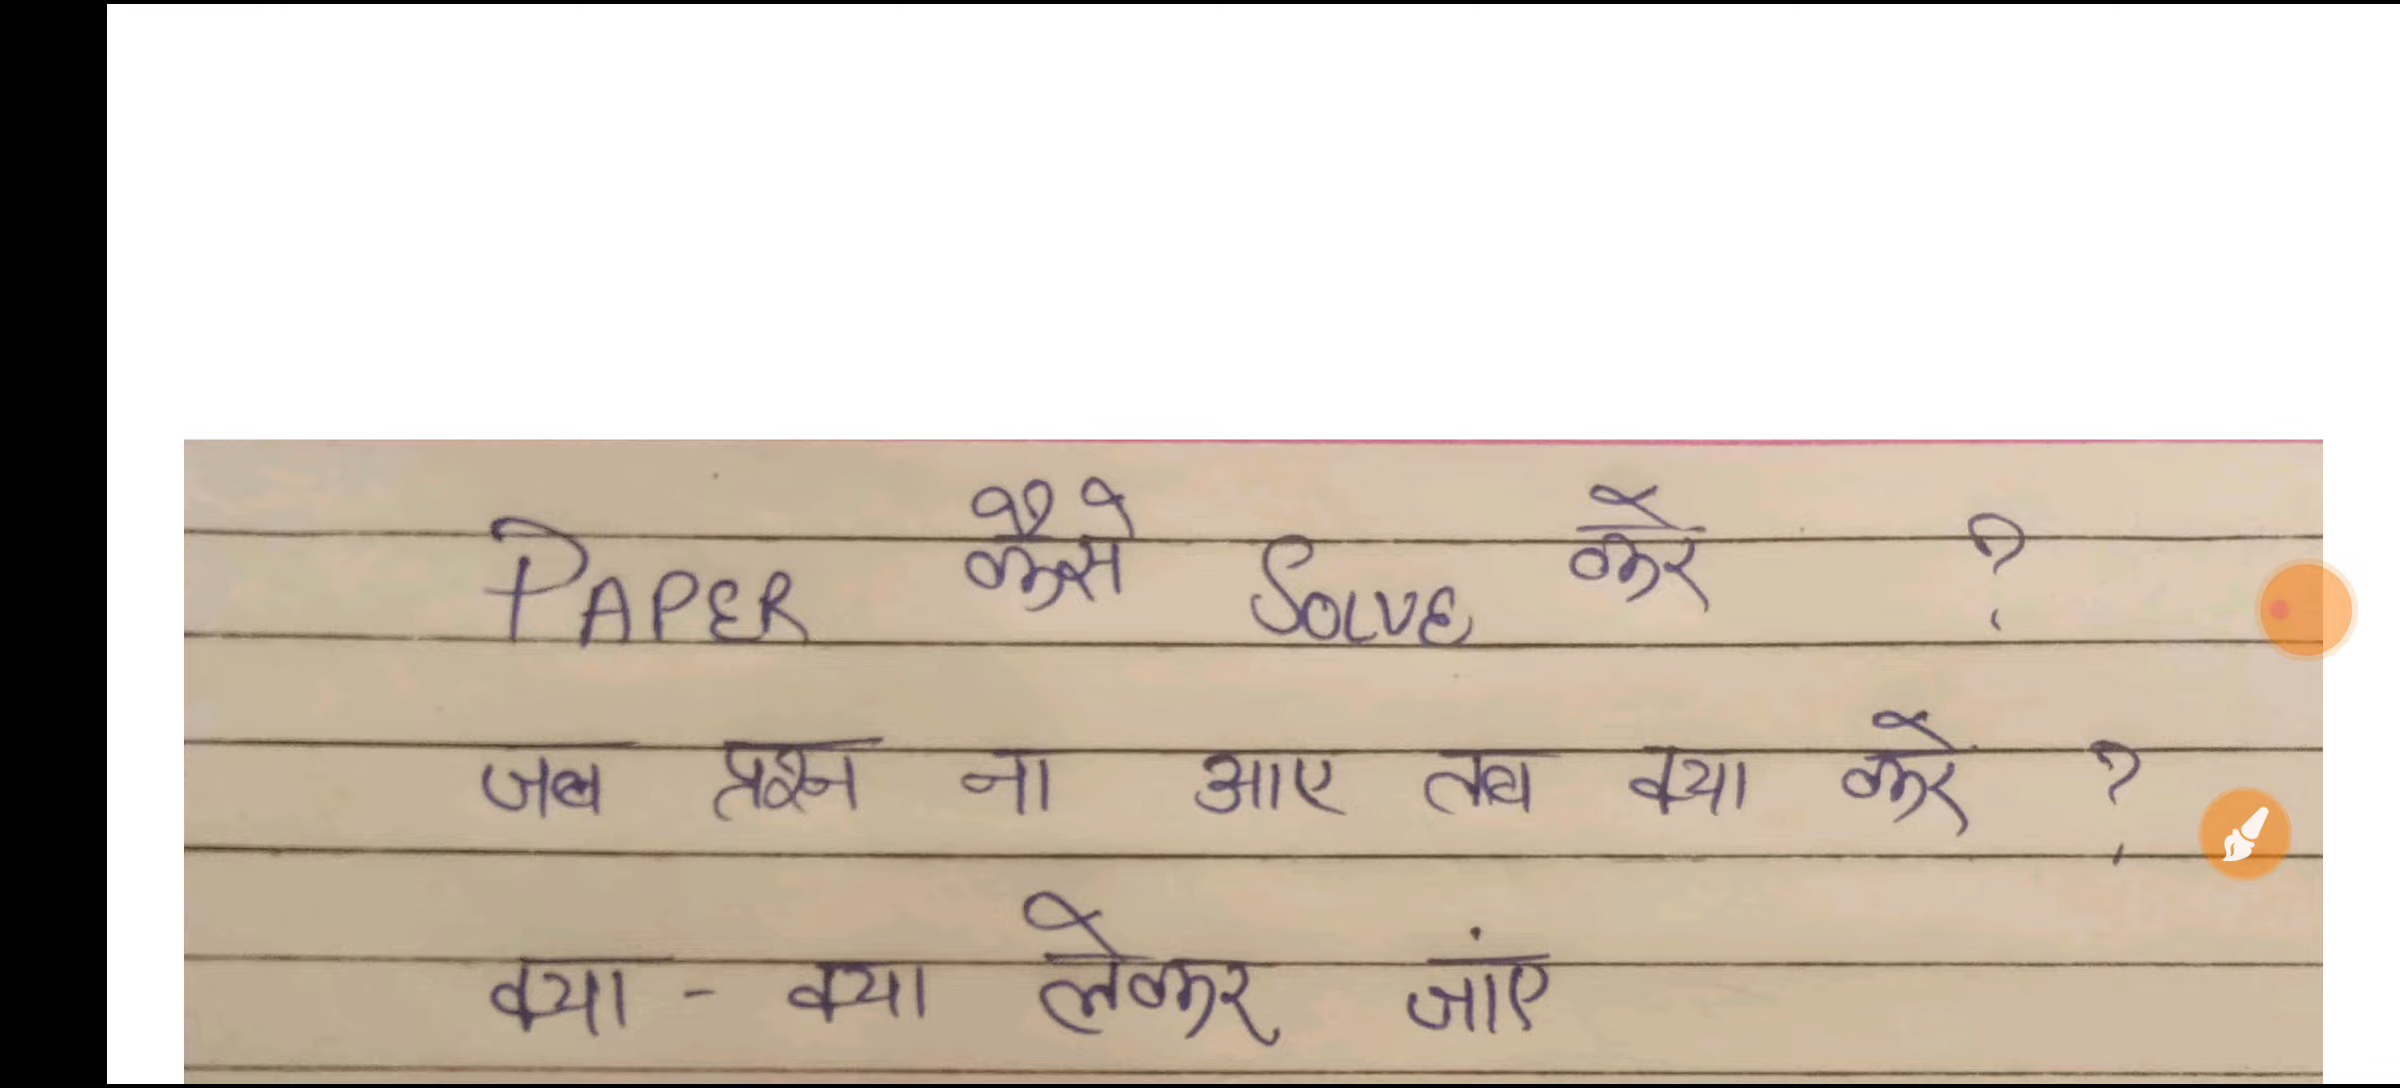 PAPER कैसे SOLVE करे ?
जब प्रश्न ना आए तब क्या करे ?
क्या - क्या लेकर जांए